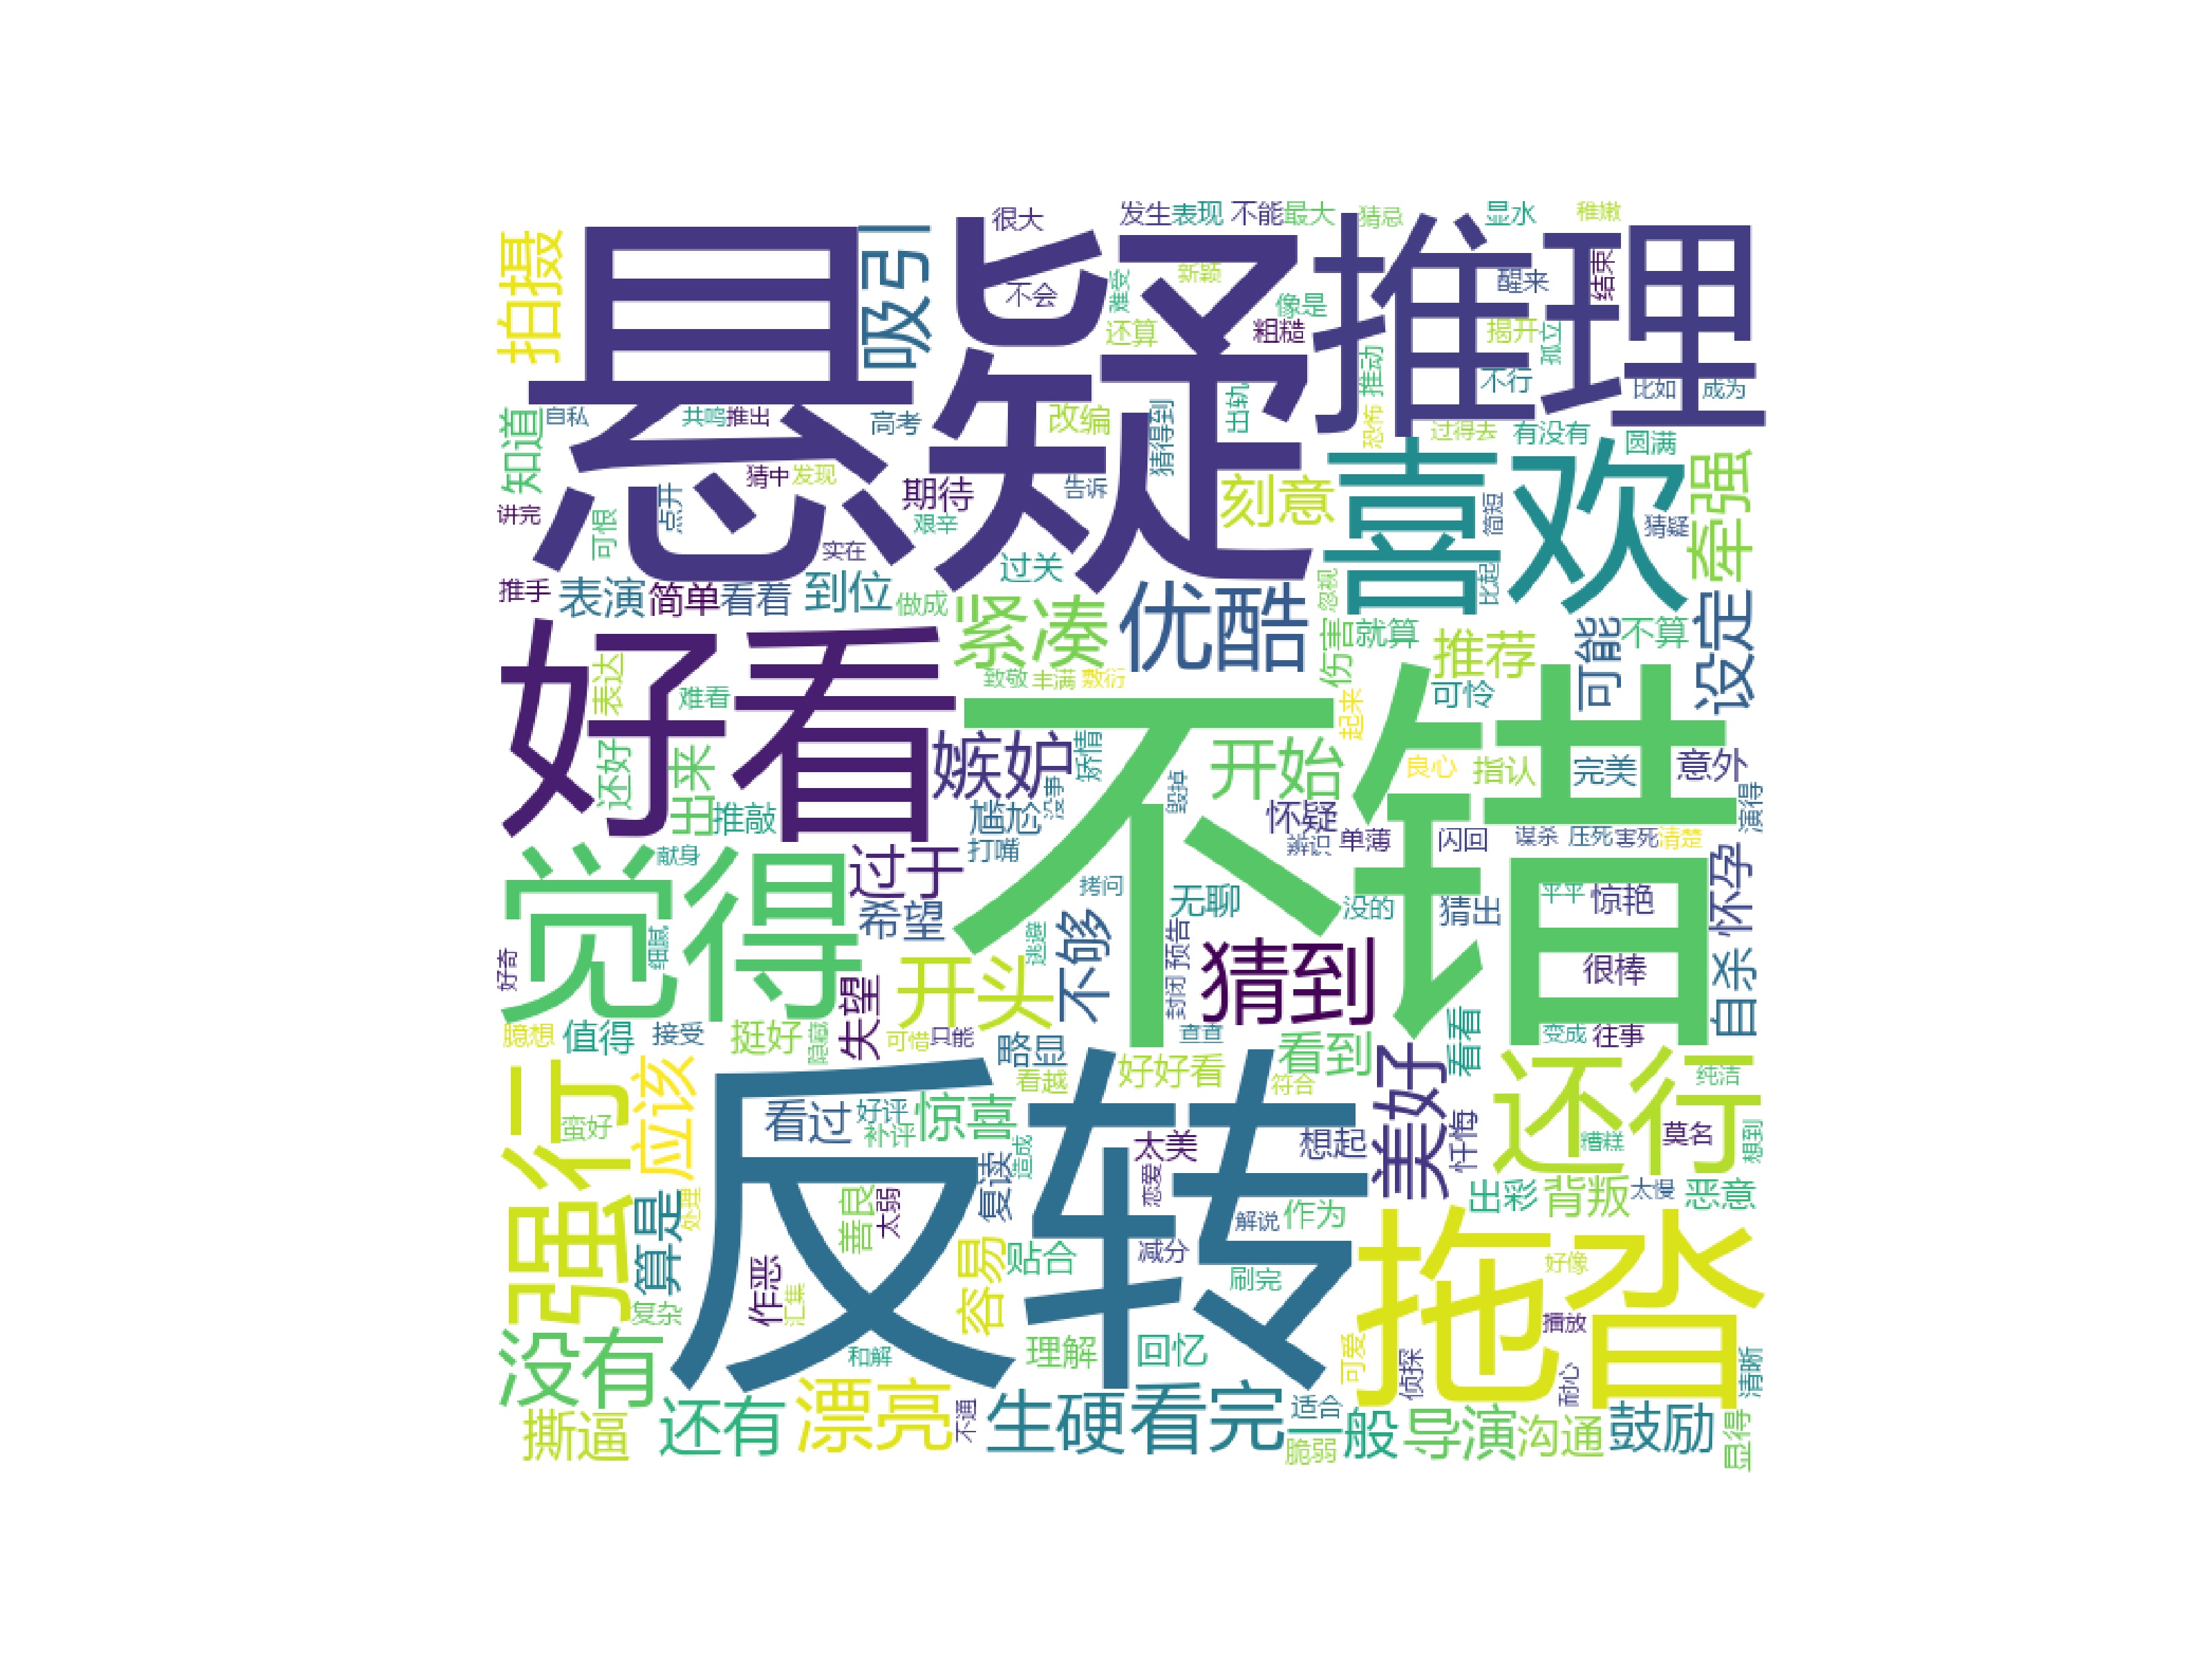 很大
发生
表现
不能
最大
猜忌
显水
稚嫩
拍摄
悬疑
吸引
推理
不会
难受
新颖
像是
醒来
结束
还算
粗糙
揭开
孤立
推动
不行
比如
成为
知道
自私
共鸣
推出
高考
改编
猜得到
出轨
恐怖
过得去
有没有
圆满
喜欢
牵强
猜中
发现
期待
告诉
刻意
简短
猜疑
讲完
可恨
点开
艰辛
实在
过关
推手
表演
简单
看着
到位
做成
紧凑
优酷
忽视
比起
设定
好看
伤害
就算
推荐
可能
不算
表达
难看
致敬
丰满
敷衍
起来
可怜
不错
还好
出来
嫉妒
矫情
开始
良心
指认
完美
意外
推敲
尴尬
没事
毁掉
怀疑
演得
打嘴
辨识
单薄
闪回
谋杀
压死
害死
清楚
觉得
献身
过于
拷问
怀孕
希望
无聊
没的
猜出
平平
惊艳
细腻
逃避
不够
好奇
开头
封闭
预告
猜到
很棒
自杀
失望
臆想
值得
接受
挺好
隐藏
可惜
只能
略显
查查
看到
看看
变成
往事
强行
应该
看越
好好看
符合
美好
还行
纯洁
反转
看过
好评
惊喜
蛮好
补评
太美
想起
忏悔
糟糕
莫名
想到
复读
造成
算是
处理
善良
太弱
恋爱
出彩
背叛
太慢
恶意
解说
作为
容易
贴合
减分
拖沓
作恶
汇集
刷完
好像
复杂
没有
和解
理解
回忆
可爱
侦探
播放
耐心
清晰
撕逼
还有
漂亮
不通
生硬
看完
适合
一般
脆弱
导演
沟通
鼓励
显得